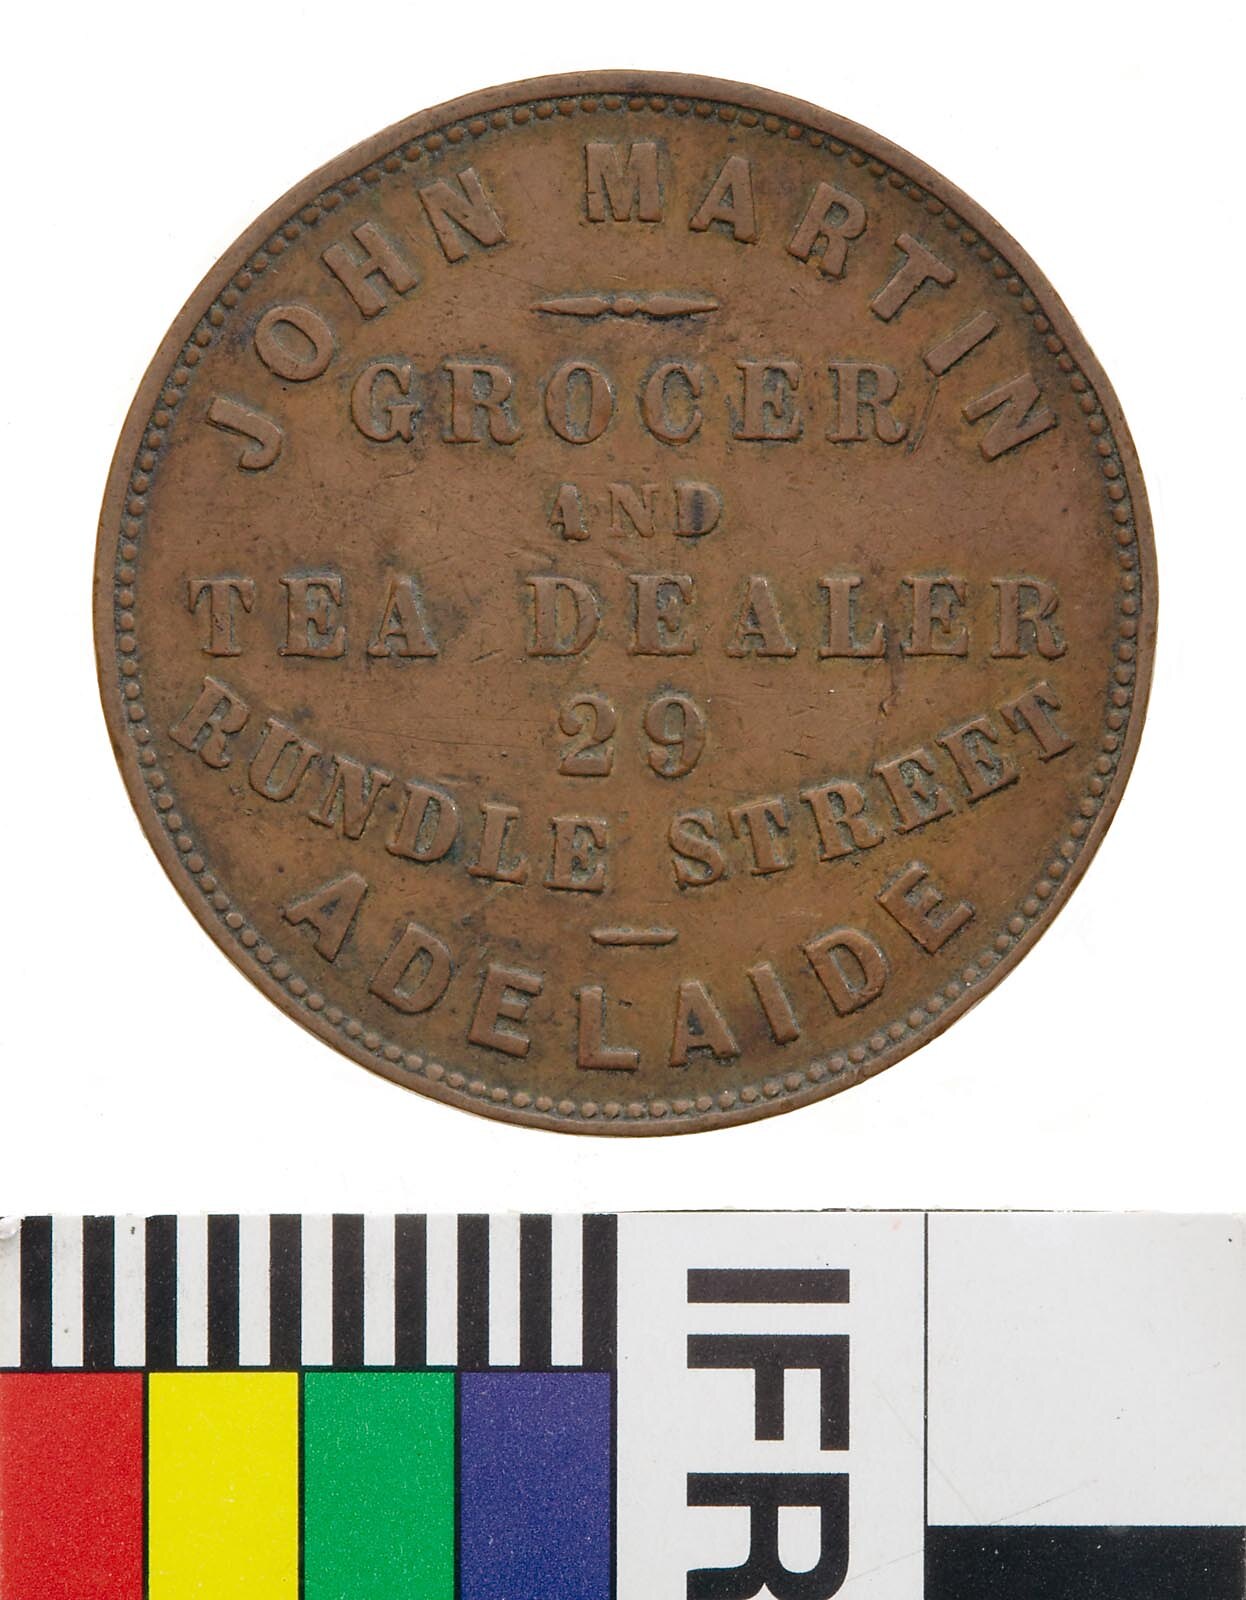 JOHN MARTIN
GROCER
AND
TEA DEALER
29
RUNDLE STREET
ADELAIDE
IFR